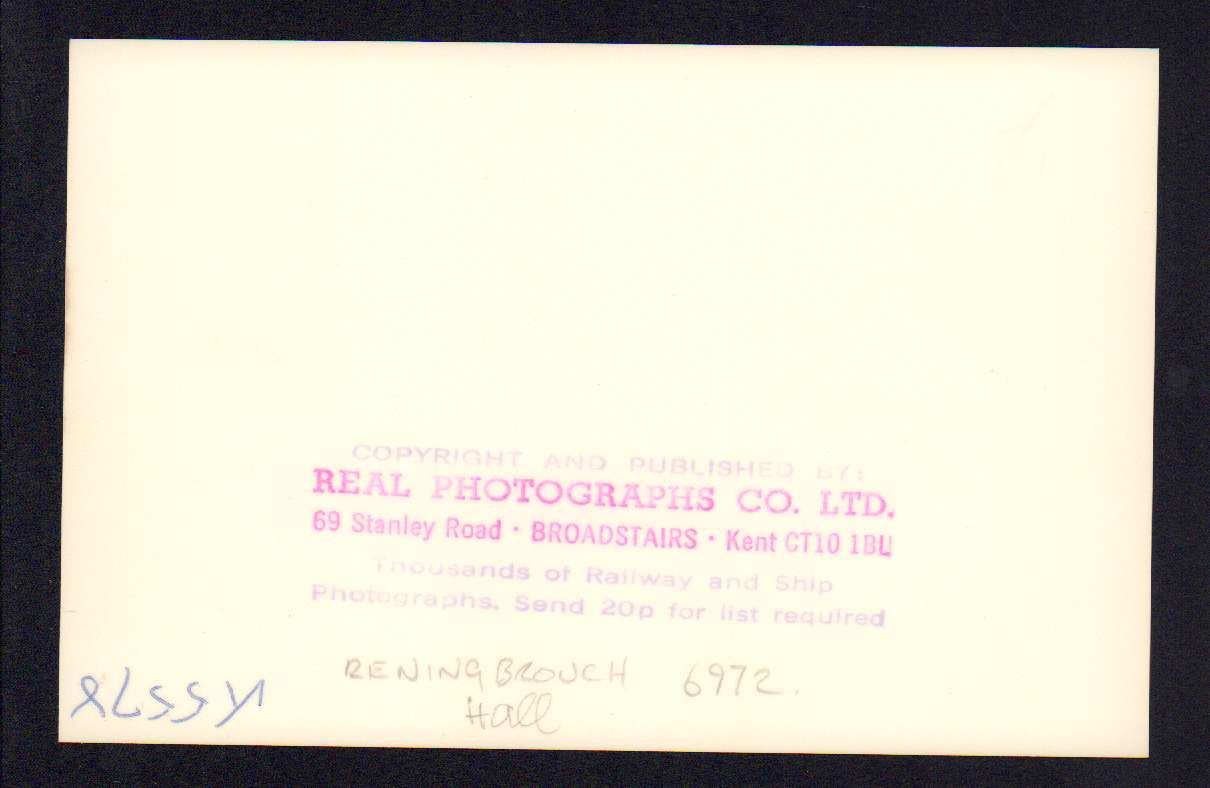 COPYRIGHT AND PUBLISHED BY:
REAL PHOTOGRAPHS CO. LTD.
69 Stanley Road · BROADSTAIRS · Kent CT10 1BU
Thousands of Railway and Ship
Photographs. Send 20p for list required
BENINGBROUGH 6972.
Hall